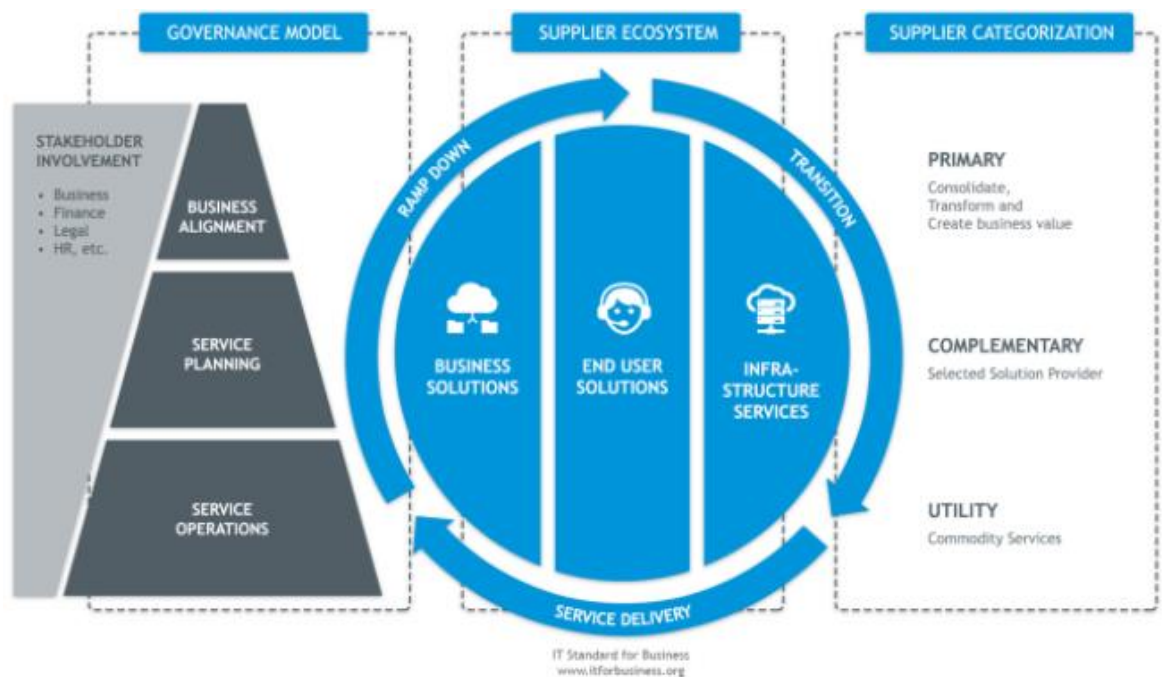 GOVERNANCE MODEL
SUPPLIER ECOSYSTEM
SUPPLIER CATEGORIZATION
STAKEHOLDER
INVOLVEMENT
• Business
• Finance
• Legal
• HR, etc.
BUSINESS
ALIGNMENT
SERVICE
PLANNING
SERVICE
OPERATIONS
RAMP DOWN
TRANSITION
SERVICE DELIVERY
BUSINESS
SOLUTIONS
END USER
SOLUTIONS
INFRA-
STRUCTURE
SERVICES
PRIMARY
Consolidate,
Transform and
Create business value
COMPLEMENTARY
Selected Solution Provider
UTILITY
Commodity Services
IT Standard for Business
www.itforbusiness.org